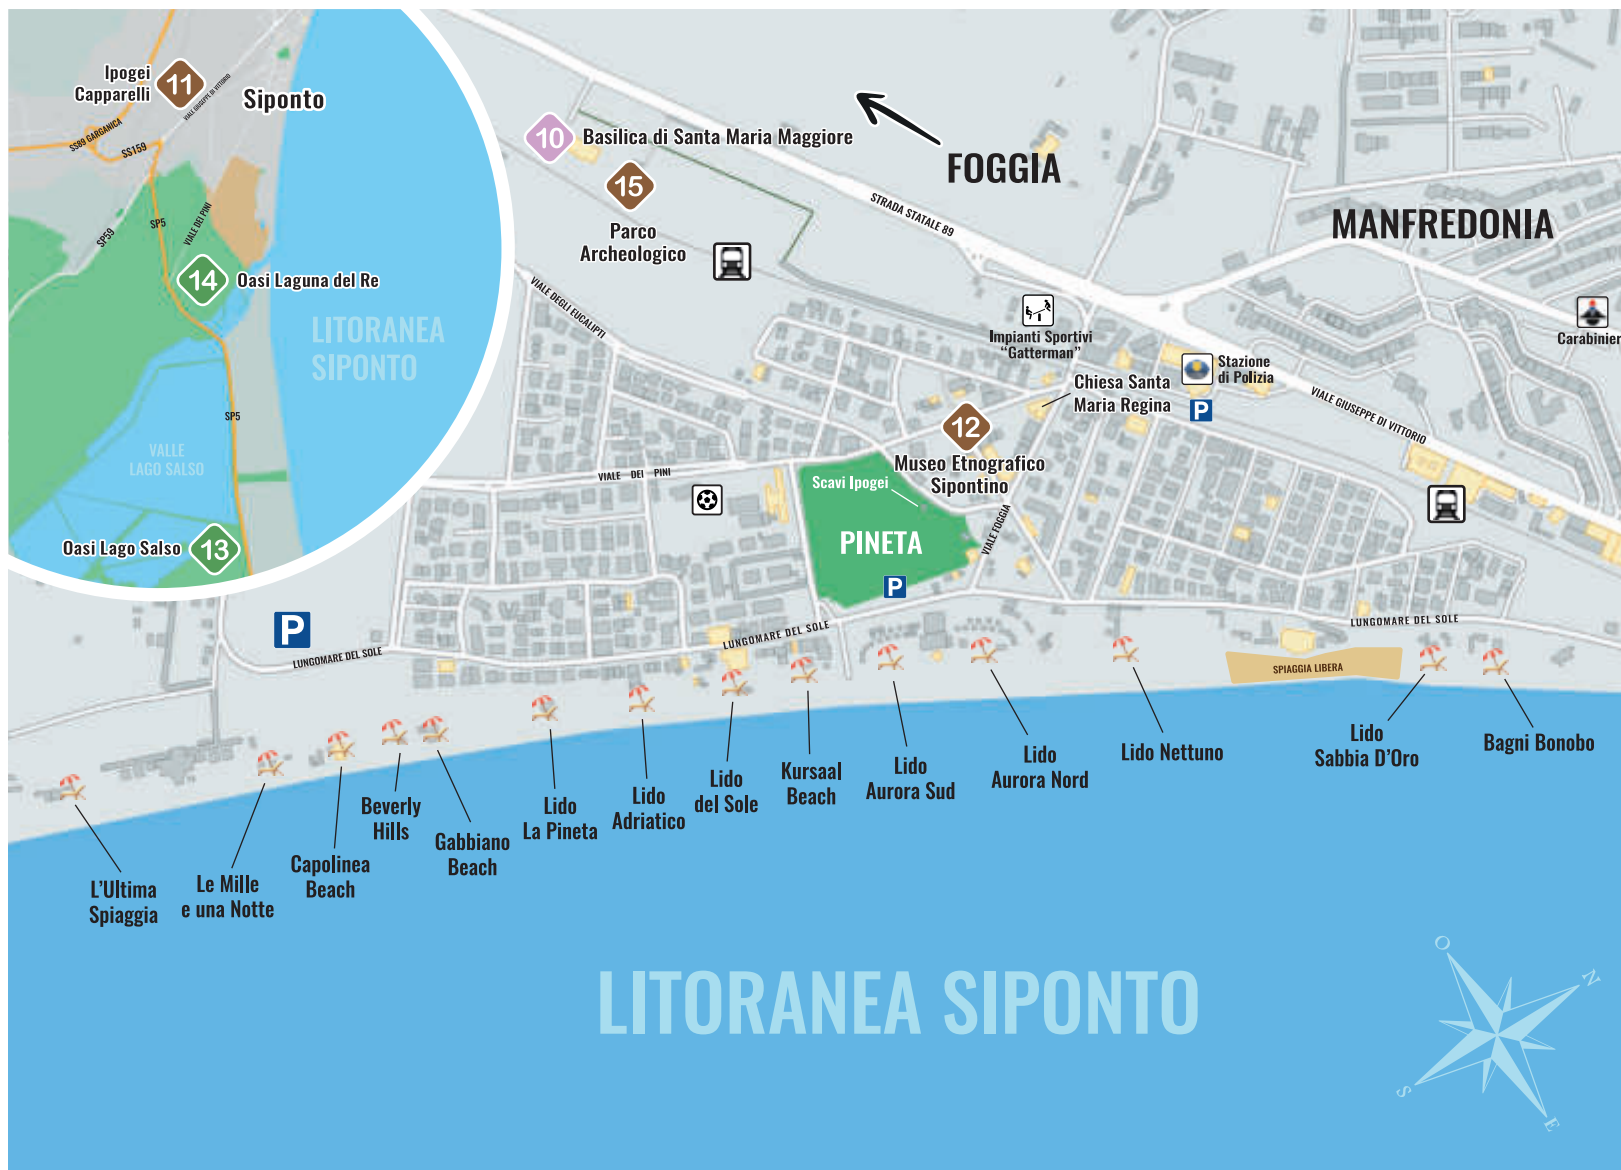 Ipogei
Capparelli
11
Siponto
VIALE GIUSEPPE DI VITTORIO
SS89 GARGANICA
SS159
SP59
SP5
VIALE DEI PINI
14
Oasi Laguna del Re
LITORANEA
SIPONTO
SP5
VALLE
LAGO SALSO
Oasi Lago Salso
13
10
Basilica di Santa Maria Maggiore
15
Parco
Archeologico
FOGGIA
MANFREDONIA
STRADA STATALE 89
VIALE DEGLI EUCALIPTI
Impianti Sportivi
“Gatterman”
Carabinier
Stazione
di Polizia
P
Chiesa Santa
Maria Regina
VIALE GIUSEPPE DI VITTORIO
12
Museo Etnografico
Sipontino
VIALE DEI PINI
Scavi Ipogei
PINETA
VIALE FOGGIA
P
P
LUNGOMARE DEL SOLE
LUNGOMARE DEL SOLE
LUNGOMARE DEL SOLE
SPIAGGIA LIBERA
L’Ultima
Spiaggia
Le Mille
e una Notte
Capolinea
Beach
Beverly
Hills
Gabbiano
Beach
Lido
La Pineta
Lido
Adriatico
Lido
del Sole
Kursaal
Beach
Lido
Aurora Sud
Lido
Aurora Nord
Lido Nettuno
Lido
Sabbia D’Oro
Bagni Bonobo
LITORANEA SIPONTO
O
N
S
E